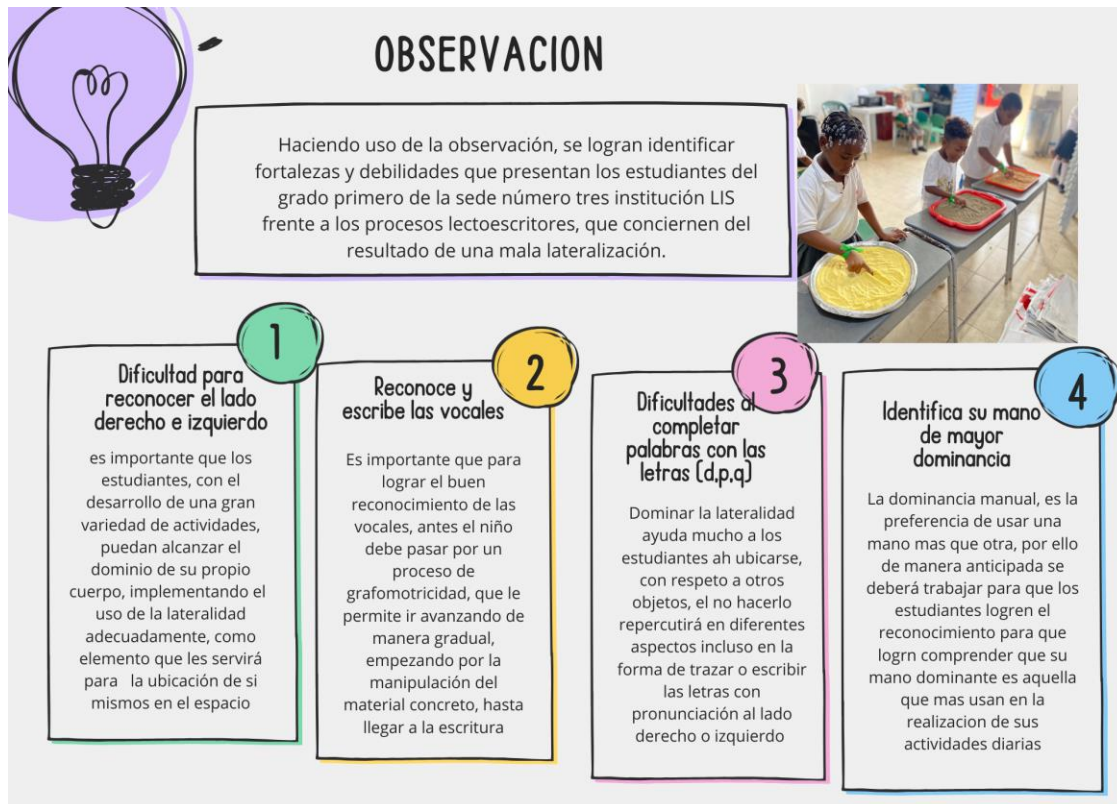 OBSERVACION
Haciendo uso de la observación, se logran identificar
fortalezas y debilidades que presentan los estudiantes del
grado primero de la sede número tres institución LIS
frente a los procesos lectoescritores, que conciernen del
resultado de una mala lateralización.
1
Dificultad para
reconocer el lado
derecho e izquierdo
es importante que los
estudiantes, con el
desarrollo de una gran
variedad de actividades,
puedan alcanzar el
dominio de su propio
cuerpo, implementando el
uso de la lateralidad
adecuadamente, como
elemento que les servirá
para la ubicación de si
mismos en el espacio
2
Reconoce y
escribe las vocales
Es importante que para
lograr el buen
reconocimiento de las
vocales, antes el niño
debe pasar por un
proceso de
grafomotricidad, que le
permite ir avanzando de
manera gradual,
empezando por la
manipulación del
material concreto, hasta
llegar a la escritura
3
Dificultades al
completar
palabras con las
letras (d,p,q)
Dominar la lateralidad
ayuda mucho a los
estudiantes ah ubicarse,
con respeto a otros
objetos, el no hacerlo
repercutirá en diferentes
aspectos incluso en la
forma de trazar o escribir
las letras con
pronunciación al lado
derecho o izquierdo
4
Identifica su mano
de mayor
dominancia
La dominancia manual, es la
preferencia de usar una
mano mas que otra, por ello
de manera anticipada se
deberá trabajar para que los
estudiantes logren el
reconocimiento para que
logrn comprender que su
mano dominante es aquella
que mas usan en la
realizacion de sus
actividades diarias